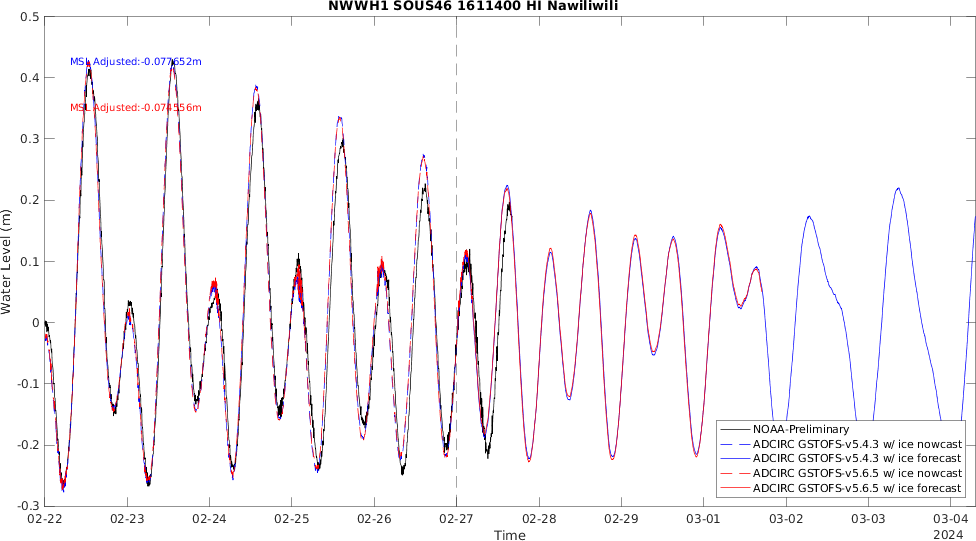 NWWH1 SOUS46 1611400 HI Nawiliwili
0.5
0.4
0.3
0.2
0.1
0
-0.1
-0.2
-0.3
Water Level (m)
MSL Adjusted:-0.077652m
MSL Adjusted:-0.074556m
NOAA-Preliminary
ADCIRC GSTOFS-v5.4.3 w/ ice nowcast
ADCIRC GSTOFS-v5.4.3 w/ ice forecast
ADCIRC GSTOFS-v5.6.5 w/ ice nowcast
ADCIRC GSTOFS-v5.6.5 w/ ice forecast
02-22 02-23 02-24 02-25 02-26 02-27 02-28 02-29 03-01 03-02 03-03 03-04
Time
2024